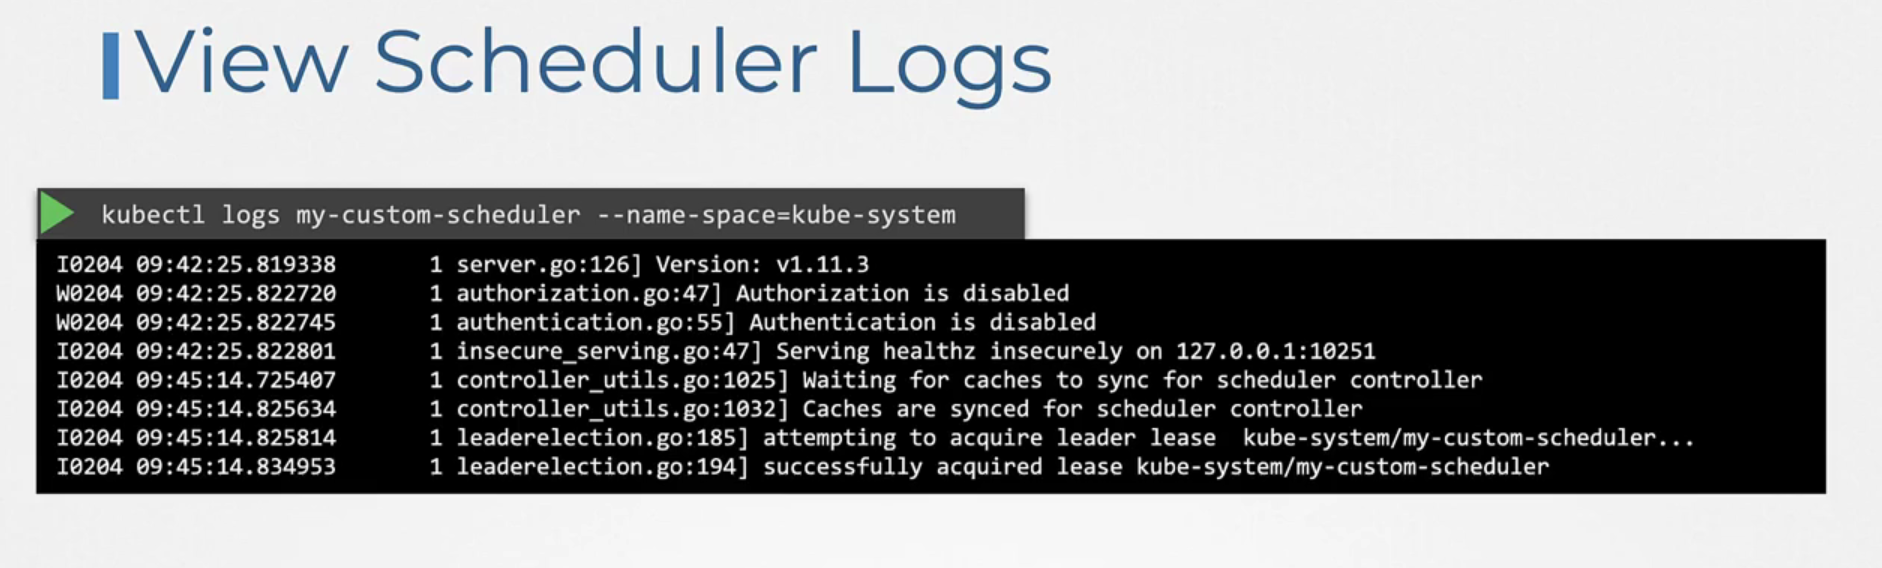 View Scheduler Logs
kubectl logs my-custom-scheduler --name-space=kube-system
I0204 09:42:25.819338       1 server.go:126] Version: v1.11.3
W0204 09:42:25.822720       1 authorization.go:47] Authorization is disabled
W0204 09:42:25.822745       1 authentication.go:55] Authentication is disabled
I0204 09:42:25.822801       1 insecure_serving.go:47] Serving healthz insecurely on 127.0.0.1:10251
I0204 09:45:14.725407       1 controller_utils.go:1025] Waiting for caches to sync for scheduler controller
I0204 09:45:14.825634       1 controller_utils.go:1032] Caches are synced for scheduler controller
I0204 09:45:14.825814       1 leaderelection.go:185] attempting to acquire leader lease  kube-system/my-custom-scheduler...
I0204 09:45:14.834953       1 leaderelection.go:194] successfully acquired lease kube-system/my-custom-scheduler